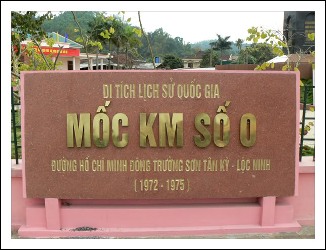 DI TÍCH LỊCH SỬ QUỐC GIA
MỐC KM SỐ 0
ĐƯỜNG HỒ CHÍ MINH ĐÔNG TRƯỜNG SƠN TÂN KỲ - LỘC NINH
( 1972 - 1975 )